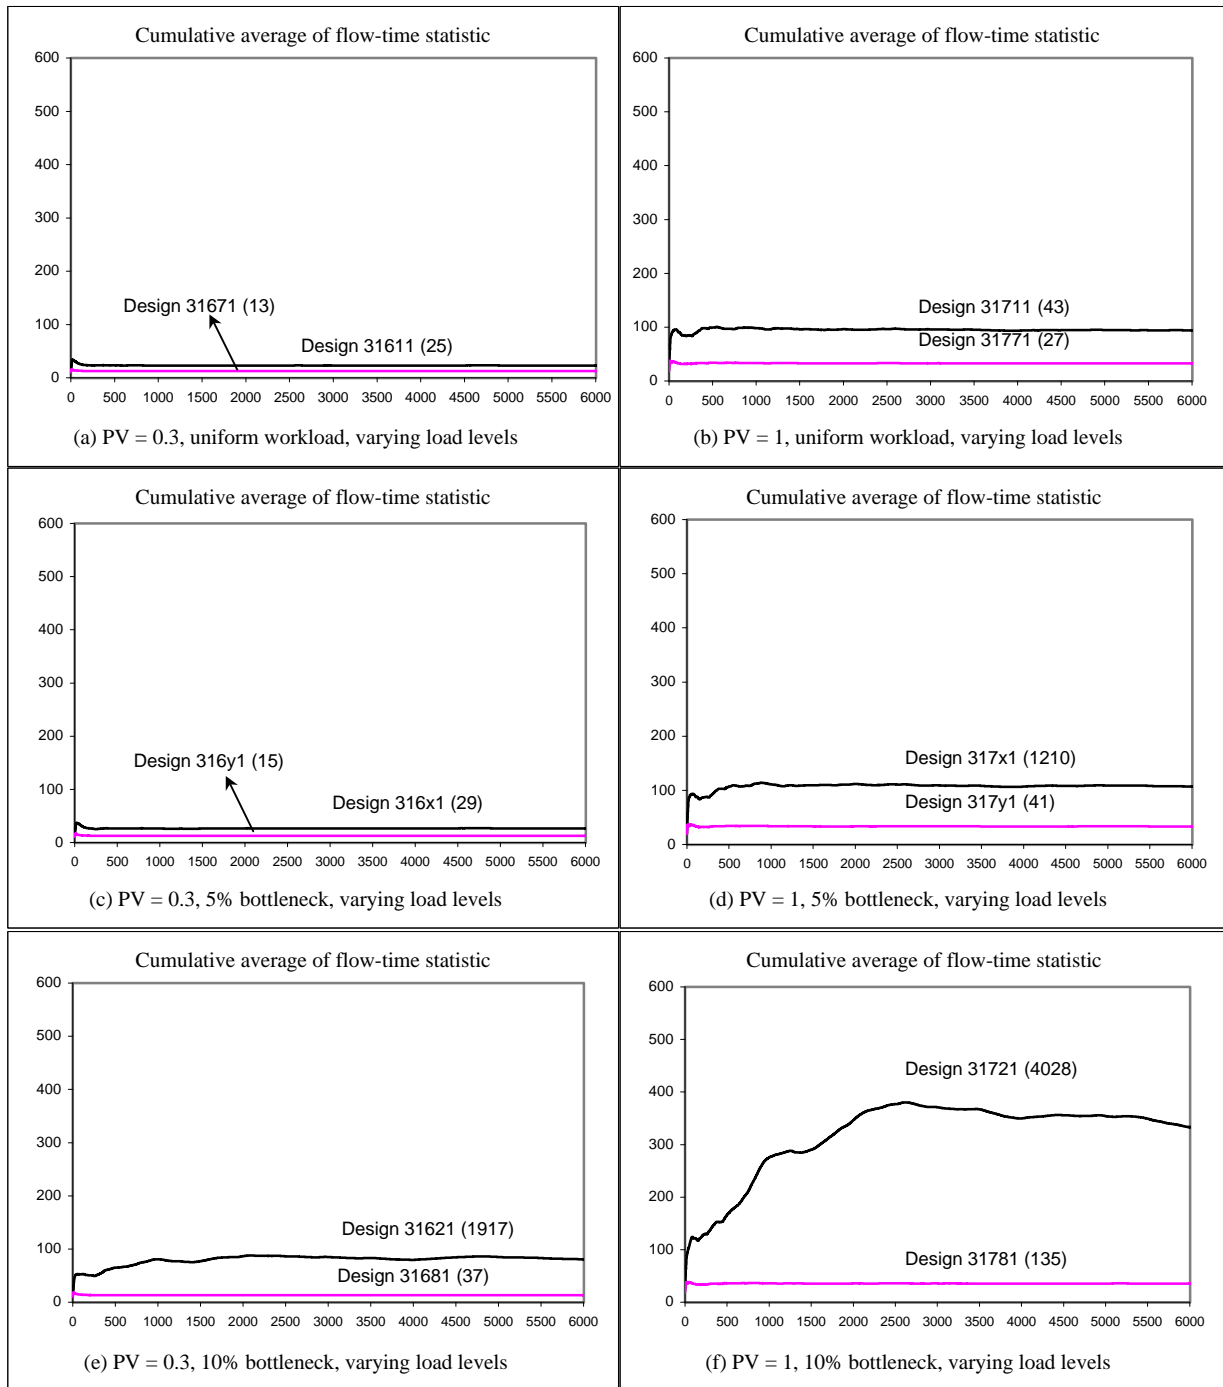 Cumulative average of flow-time statistic
600
500
400
300
200
Design 31671 (13)
100
Design 31611 (25)
0
0 500 1000 1500 2000 2500 3000 3500 4000 4500 5000 5500 6000
(a) PV = 0.3, uniform workload, varying load levels
Cumulative average of flow-time statistic
600
500
400
300
200
Design 31711 (43)
100
Design 31771 (27)
0
0 500 1000 1500 2000 2500 3000 3500 4000 4500 5000 5500 6000
(b) PV = 1, uniform workload, varying load levels
Cumulative average of flow-time statistic
600
500
400
300
200
Design 316y1 (15)
100
Design 316x1 (29)
0
0 500 1000 1500 2000 2500 3000 3500 4000 4500 5000 5500 6000
(c) PV = 0.3, 5% bottleneck, varying load levels
Cumulative average of flow-time statistic
600
500
400
300
200
Design 317x1 (1210)
100
Design 317y1 (41)
0
0 500 1000 1500 2000 2500 3000 3500 4000 4500 5000 5500 6000
(d) PV = 1, 5% bottleneck, varying load levels
Cumulative average of flow-time statistic
600
500
400
300
200
Design 31621 (1917)
100
Design 31681 (37)
0
0 500 1000 1500 2000 2500 3000 3500 4000 4500 5000 5500 6000
(e) PV = 0.3, 10% bottleneck, varying load levels
Cumulative average of flow-time statistic
600
500
Design 31721 (4028)
400
300
200
100
Design 31781 (135)
0
0 500 1000 1500 2000 2500 3000 3500 4000 4500 5000 5500 6000
(f) PV = 1, 10% bottleneck, varying load levels